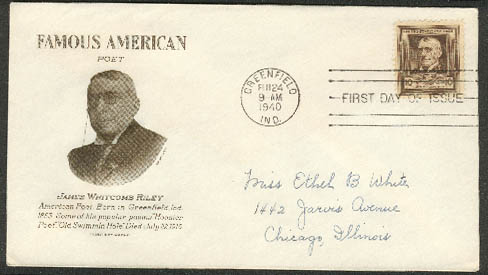 FAMOUS AMERICAN
POET
JAMES WHITCOMB RILEY
American Poet. Born in Greenfield, Ind.
1853. Some of his popular poems "Hoosier
Poet", "Old Swimmin Hole". Died July 22, 1916
GREENFIELD
FEB 24
9 AM
1940
IND.
10 10
FIRST DAY OF ISSUE
Miss Ethel B White
1442 Jarvis Avenue
Chicago, Illinois